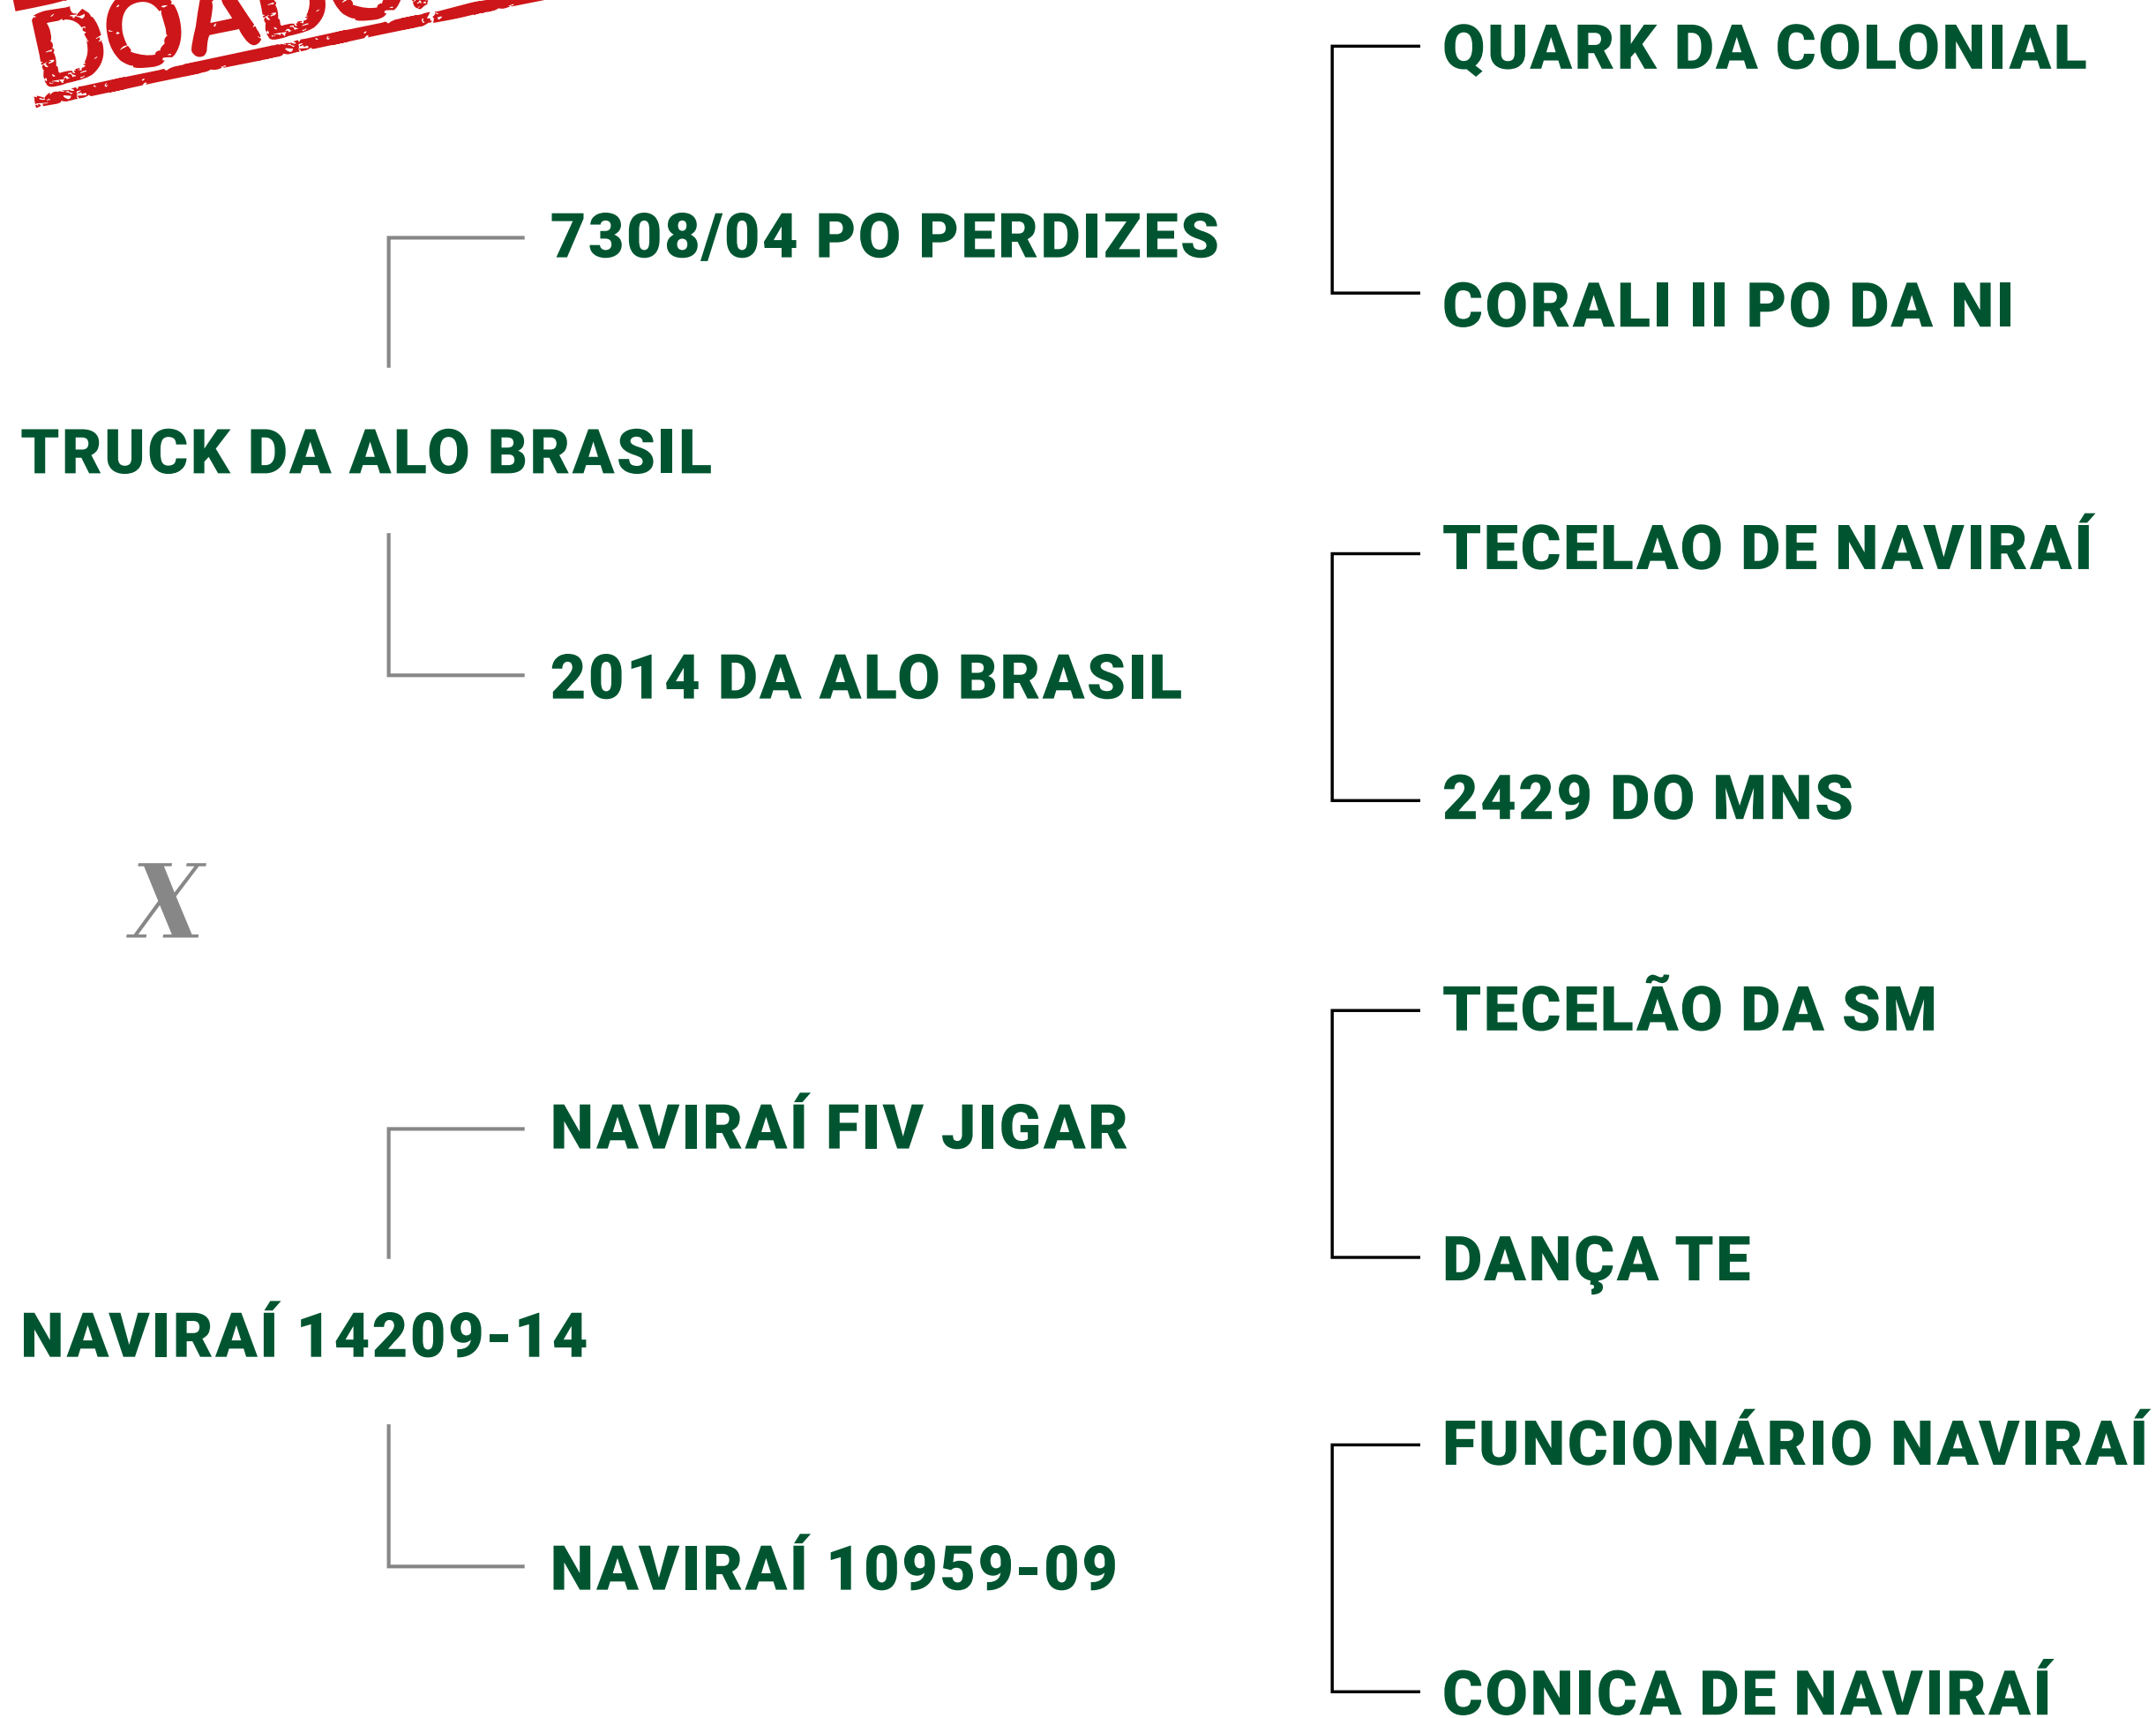 QUARK DA COLONIAL
7308/04 PO PERDIZES
CORALI II PO DA NI
TRUCK DA ALO BRASIL
TECELAO DE NAVIRAÍ
2014 DA ALO BRASIL
2429 DO MNS
X
TECELÃO DA SM
NAVIRAÍ FIV JIGAR
DANÇA TE
NAVIRAÍ 14209-14
FUNCIONÁRIO NAVIRAÍ
NAVIRAÍ 10959-09
CONICA DE NAVIRAÍ